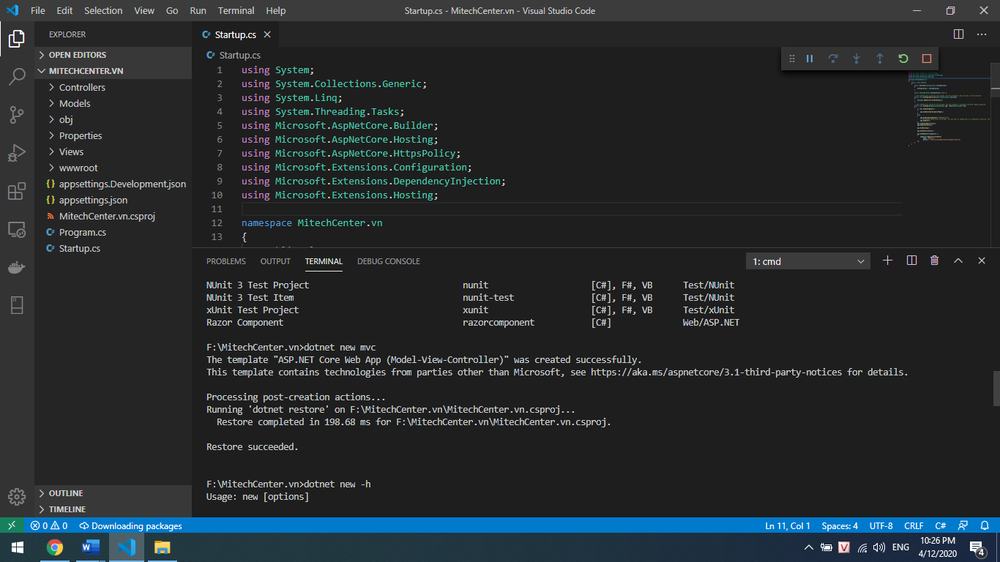 File Edit Selection View Go Run Terminal Help
Startup.cs - MitechCenter.vn - Visual Studio Code
EXPLORER
OPEN EDITORS
MITECHCENTER.VN
Controllers
Models
obj
Properties
Views
wwwroot
{} appsettings.Development.json
{} appsettings.json
MitechCenter.vn.csproj
C# Program.cs
C# Startup.cs
OUTLINE
TIMELINE
C# Startup.cs
C# Startup.cs
1 using System;
2 using System.Collections.Generic;
3 using System.Linq;
4 using System.Threading.Tasks;
5 using Microsoft.AspNetCore.Builder;
6 using Microsoft.AspNetCore.Hosting;
7 using Microsoft.AspNetCore.HttpsPolicy;
8 using Microsoft.Extensions.Configuration;
9 using Microsoft.Extensions.DependencyInjection;
10 using Microsoft.Extensions.Hosting;
11
12 namespace MitechCenter.vn
13 {
PROBLEMS OUTPUT TERMINAL DEBUG CONSOLE
1: cmd
NUnit 3 Test Project nunit [C#], F#, VB Test/NUnit
NUnit 3 Test Item nunit-test [C#], F#, VB Test/NUnit
xUnit Test Project xunit [C#], F#, VB Test/xUnit
Razor Component razorcomponent [C#] Web/ASP.NET
F:\MitechCenter.vn>dotnet new mvc
The template "ASP.NET Core Web App (Model-View-Controller)" was created successfully.
This template contains technologies from parties other than Microsoft, see https://aka.ms/aspnetcore/3.1-third-party-notices for details.
Processing post-creation actions...
Running 'dotnet restore' on F:\MitechCenter.vn\MitechCenter.vn.csproj...
Restore completed in 198.68 ms for F:\MitechCenter.vn\MitechCenter.vn.csproj.
Restore succeeded.
F:\MitechCenter.vn>dotnet new -h
Usage: new [options]
0 0 Downloading packages
Ln 11, Col 1 Spaces: 4 UTF-8 CRLF C#
V ENG
10:26 PM
4/12/2020
4